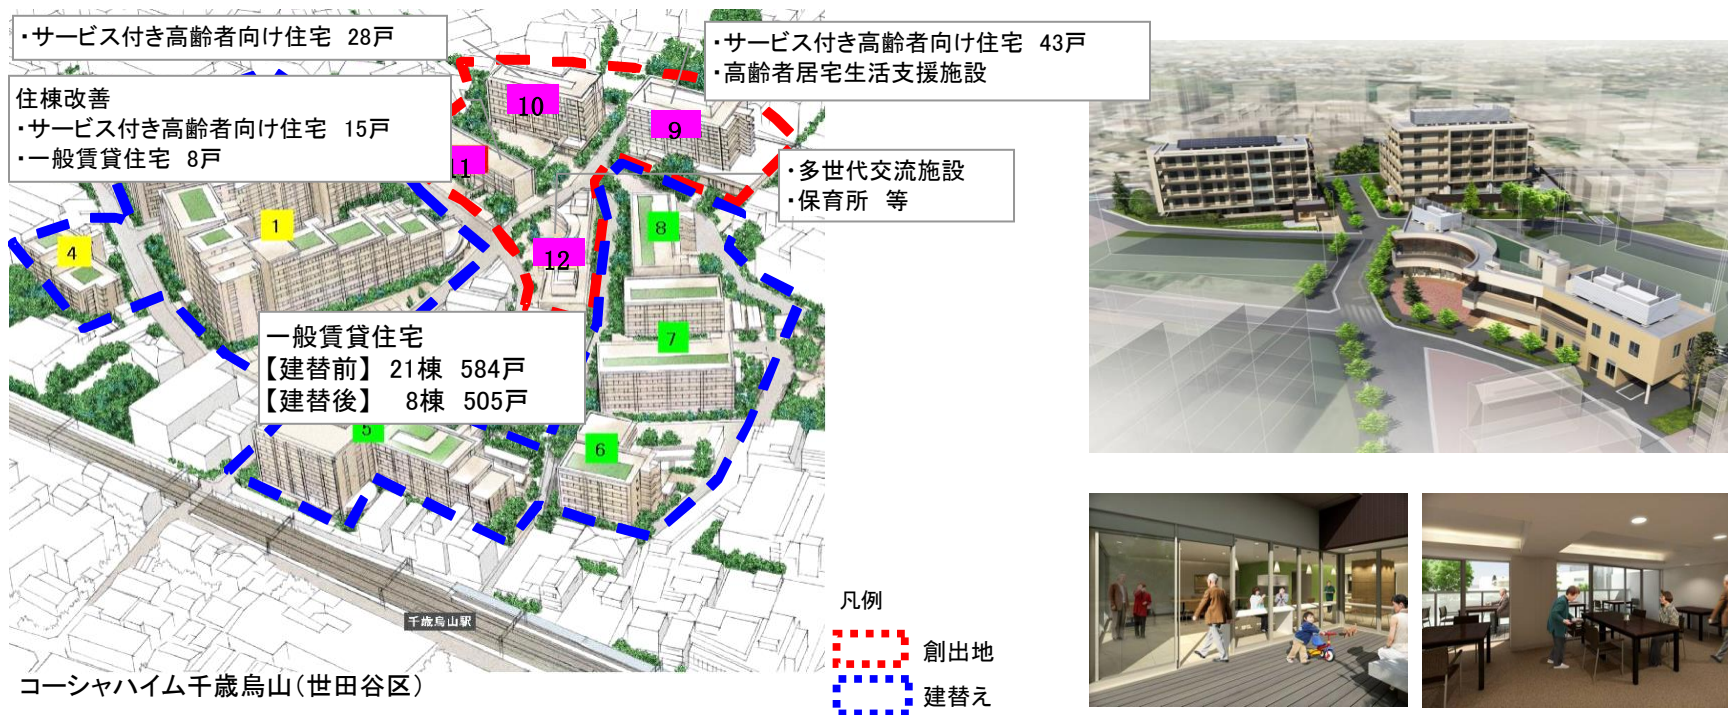 ・サービス付き高齢者向け住宅 28戸
・サービス付き高齢者向け住宅 43戸
・高齢者居宅生活支援施設
住棟改善
・サービス付き高齢者向け住宅 15戸
・一般賃貸住宅 8戸
10
9
11
・多世代交流施設
・保育所 等
1
8
4
12
一般賃貸住宅
【建替前】 21棟 584戸
【建替後】 8棟 505戸
7
5
6
千歳烏山駅
凡例
創出地
建替え
コーシャハイム千歳烏山(世田谷区)